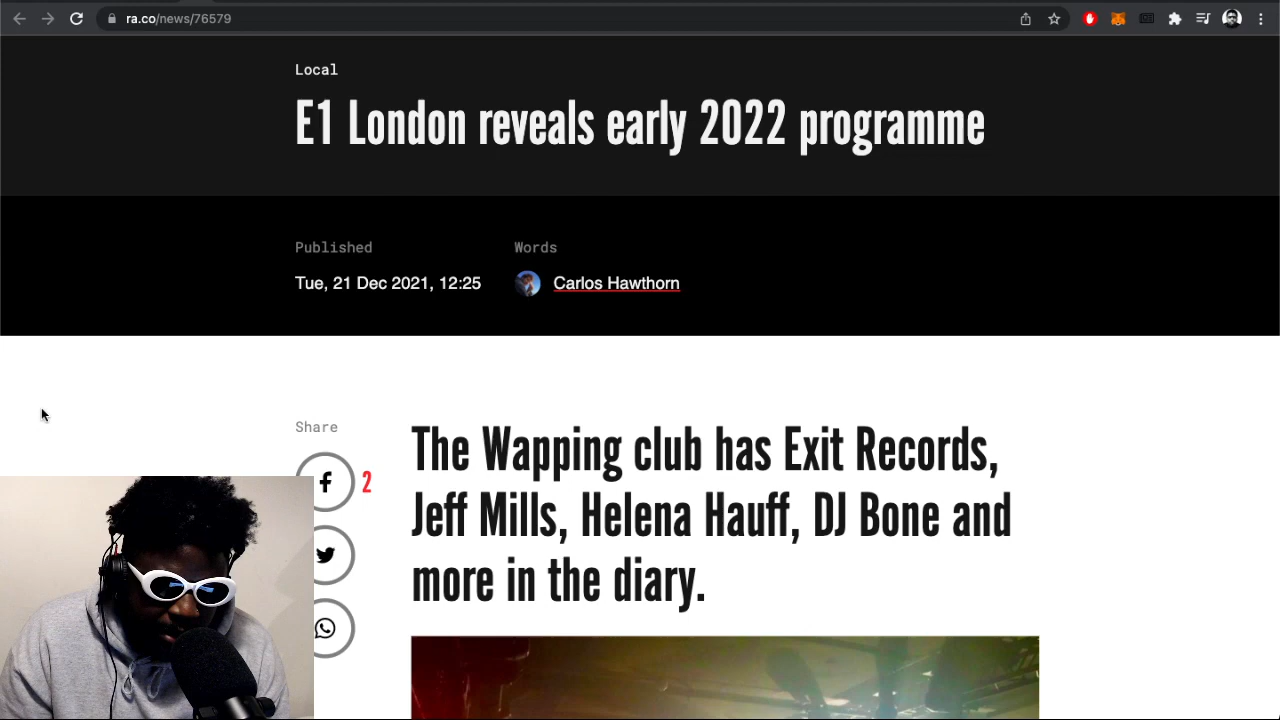 ra.co/news/76579
Local
E1 London reveals early 2022 programme
Published
Words
Tue, 21 Dec 2021, 12:25
Carlos Hawthorn
Share
2
The Wapping club has Exit Records,
Jeff Mills, Helena Hauff, DJ Bone and
more in the diary.